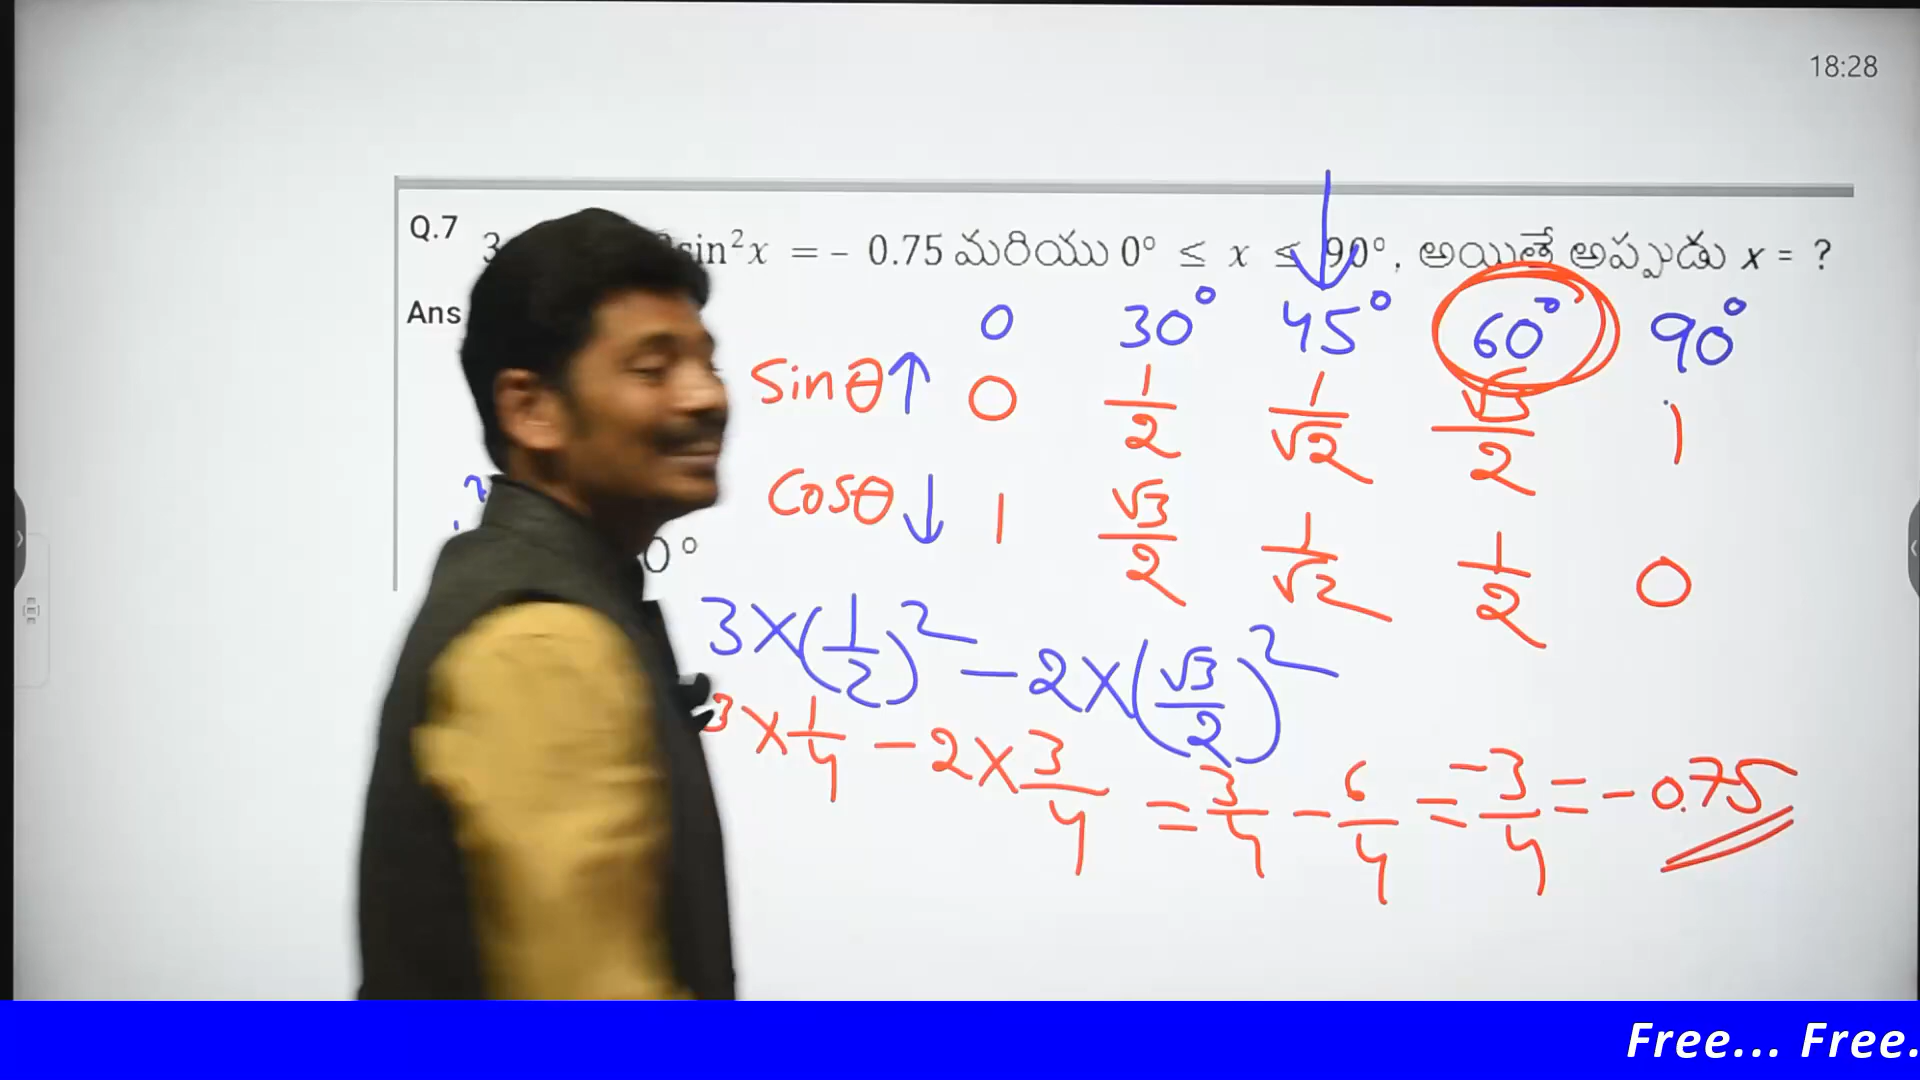 18:28
Q.7 3 sin²x = – 0.75 మరియు 0° ≤ x ≤ 90°, అయితే అప్పుడు x = ?
Ans
0 30° 45° 60° 90°
Sinθ↑ 0 1/2 1/√2 √3/2 1
Cosθ↓ 1 √3/2 1/√2 1/2 0
0°
3×(1/2)² – 2×(√3/2)²
3×1/4 – 2×3/4 = 3/4 – 6/4 = –3/4 = – 0.75
Free... Free.